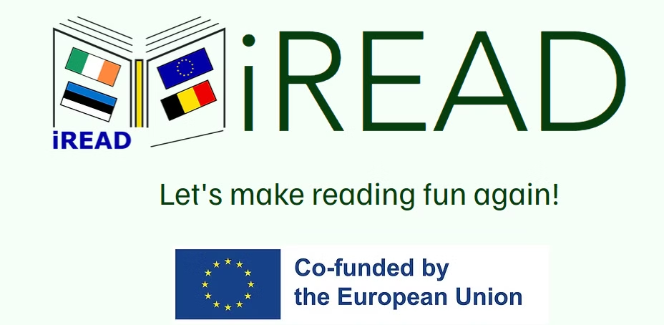 iREAD
iREAD
Let's make reading fun again!
Co-funded by
the European Union